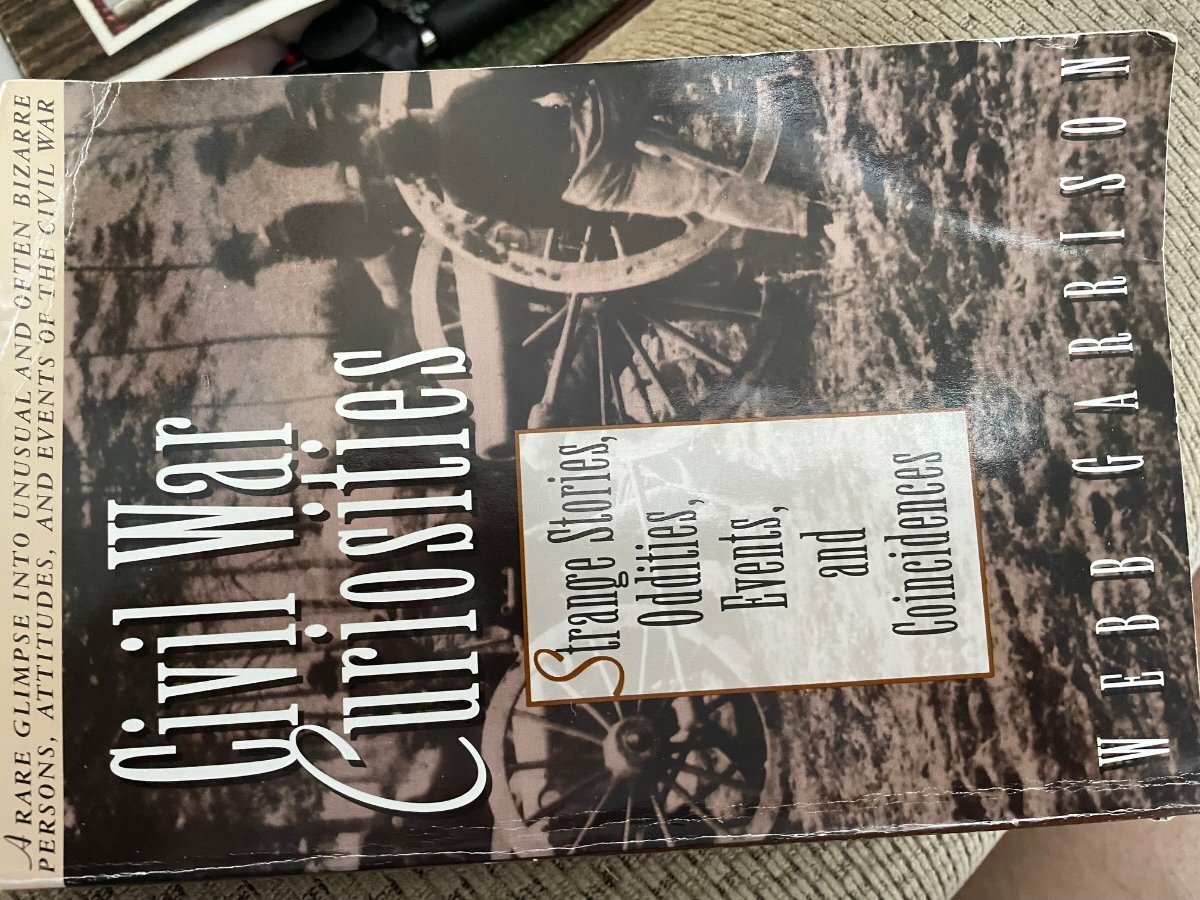 A RARE GLIMPSE INTO UNUSUAL AND OFTEN BIZARRE
PERSONS, ATTITUDES, AND EVENTS OF THE CIVIL WAR
Civil War
Curiosities
Strange Stories,
Oddities,
Events,
and
Coincidences
WEBB GARRISON